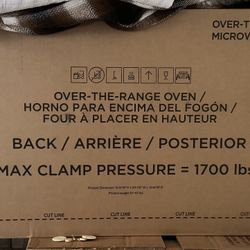 OVER-T
MICROV
OVER-THE-RANGE OVEN /
HORNO PARA ENCIMA DEL FOGÓN /
FOUR À PLACER EN HAUTEUR
BACK / ARRIÈRE / POSTERIOR
MAX CLAMP PRESSURE = 1700 lbs
CUT LINE CUT LINE CUT LINE CUT LINE